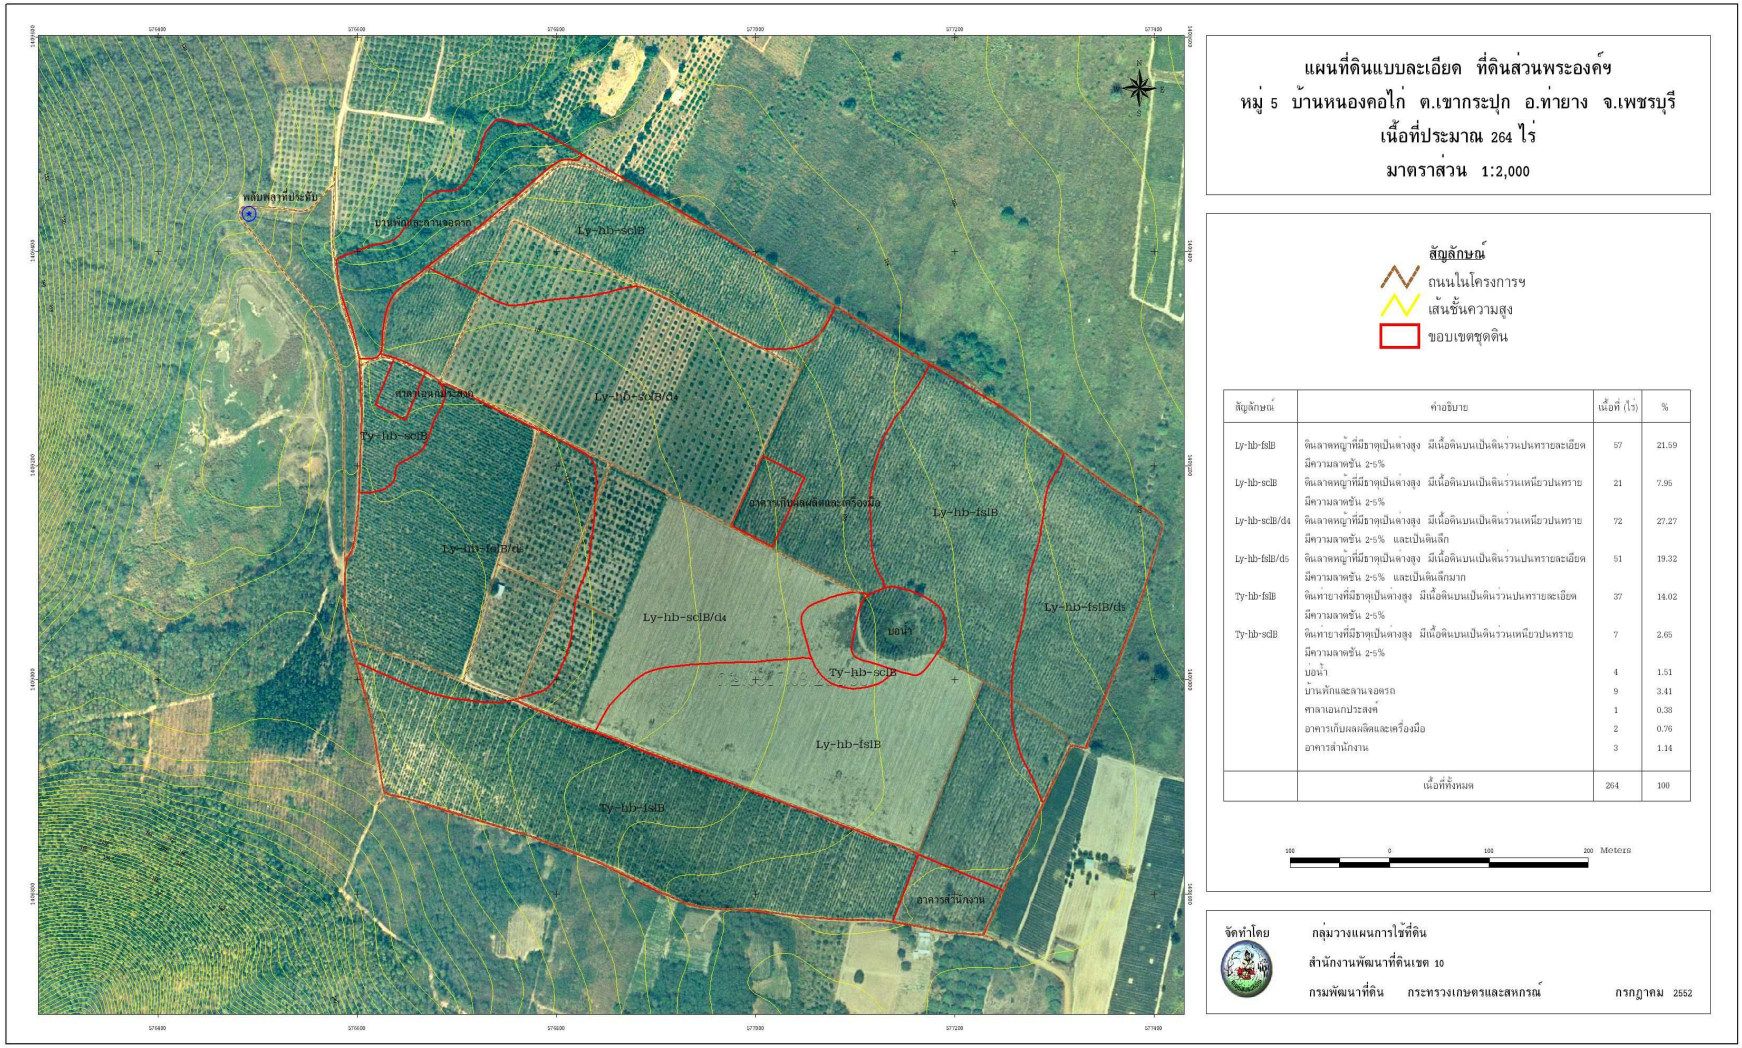 แผนที่ดินแบบละเอียด ที่ดินส่วนพระองค์ฯ
หมู่ 5 บ้านหนองคอไก่ ต.เขากระปุก อ.ท่ายาง จ.เพชรบุรี
เนื้อที่ประมาณ 264 ไร่
มาตราส่วน 1:2,000
สัญลักษณ์
ถนนในโครงการฯ
เส้นชั้นความสูง
ขอบเขตชุดดิน
สัญลักษณ์ คำอธิบาย เนื้อที่ (ไร่) %
Ly-hb-fslB ดินลาดหญ้าที่มีธาตุเป็นด่างสูง มีเนื้อดินบนเป็นดินร่วนปนทรายละเอียด 57 21.59
มีความลาดชัน 2-5%
Ly-hb-sclB ดินลาดหญ้าที่มีธาตุเป็นด่างสูง มีเนื้อดินบนเป็นดินร่วนเหนียวปนทราย 21 7.95
มีความลาดชัน 2-5%
Ly-hb-sclB/d4 ดินลาดหญ้าที่มีธาตุเป็นด่างสูง มีเนื้อดินบนเป็นดินร่วนเหนียวปนทราย 72 27.27
มีความลาดชัน 2-5% และเป็นดินลึก
Ly-hb-fslB/d5 ดินลาดหญ้าที่มีธาตุเป็นด่างสูง มีเนื้อดินบนเป็นดินร่วนปนทรายละเอียด 51 19.32
มีความลาดชัน 2-5% และเป็นดินลึกมาก
Ty-hb-fslB ดินท่ายางที่มีธาตุเป็นด่างสูง มีเนื้อดินบนเป็นดินร่วนปนทรายละเอียด 37 14.02
มีความลาดชัน 2-5%
Ty-hb-sclB ดินท่ายางที่มีธาตุเป็นด่างสูง มีเนื้อดินบนเป็นดินร่วนเหนียวปนทราย 7 2.65
มีความลาดชัน 2-5%
บ่อน้ำ 4 1.51
บ้านพักและลานจอดรถ 9 3.41
ศาลาเอนกประสงค์ 1 0.38
อาคารเก็บผลผลิตและเครื่องมือ 2 0.76
อาคารสำนักงาน 3 1.14
เนื้อที่ทั้งหมด 264 100
100 0 100 200 Meters
จัดทำโดย กลุ่มวางแผนการใช้ที่ดิน
สำนักงานพัฒนาที่ดินเขต 10
กรมพัฒนาที่ดิน กระทรวงเกษตรและสหกรณ์ กรกฎาคม 2552
576400 576600 576800 577000 577200 577400
พลับพลาที่ประทับ
บ้านพักและลานจอดรถ
Ly-hb-sclB
ศาลาเอนกประสงค์
Ly-hb-sclB/d4
Ty-hb-sclB
อาคารเก็บผลผลิตและเครื่องมือ
Ly-hb-fslB
Ly-hb-fslB/d5
Ly-hb-sclB/d4
Ly-hb-fslB/d5
บ่อน้ำ
Ty-hb-sclB
Ly-hb-fslB
Ty-hb-fslB
อาคารสำนักงาน
576400 576600 576800 577000 577200 577400